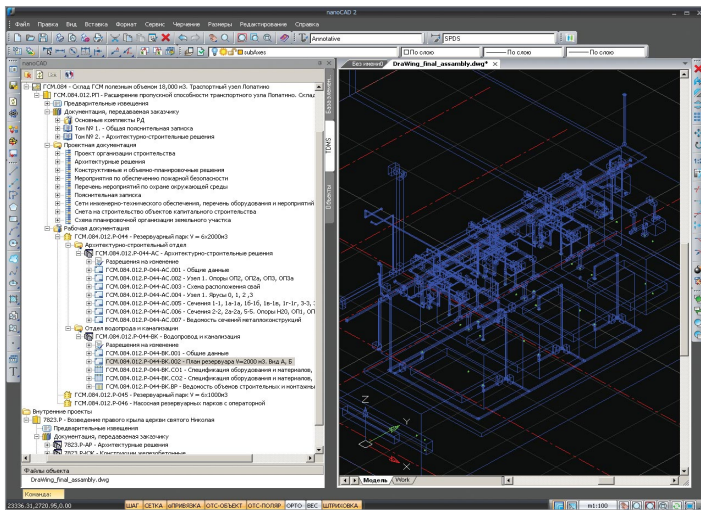 nanoCAD 2
Файл Правка Вид Вставка Формат Сервис Черчение Размеры Редактирование Справка
Annotative SPDS
subAxes По слою По слою По слою
nanoCAD
Без имени0 DraWing_final_assembly.dwg*
ГСМ.084 - Склад ГСМ полезным объемом 18,000 м3. Траспортный узел Лопатино
ГСМ.084.012.РП - Расширение пропускной способности транспортного узла Лопатино. Склад
Предварительные извещения
Документация, передаваемая заказчику
Основные комплекты РД
Том № 1. - Общая пояснительная записка
Том № 2. - Архитектурно-строительные решения
Проектная документация
Проект организации строительства
Архитектурные решения
Конструктивные и объемно-планировочные решения
Мероприятия по обеспечению пожарной безопасности
Перечень мероприятий по охране окружающей среды
Пояснительная записка
Сети инженерно-технического обеспечения, перечень оборудования и мероприятий
Смета на строительство объектов капитального строительства
Схема планировочной организации земельного участка
Рабочая документация
ГСМ.084.012.Р-044 - Резервуарный парк V = 6х2000м3
Архитектурно-строительный отдел
ГСМ.084.012.Р-044-АС - Архитектурно-строительные решения
Разрешения на изменение
ГСМ.084.012.Р-044-АС.001 - Общие данные
ГСМ.084.012.Р-044-АС.002 - Узел 1. Опоры ОП2, ОП2а, ОП3, ОП3а
ГСМ.084.012.Р-044-АС.003 - Схема расположения свай
ГСМ.084.012.Р-044-АС.004 - Узел 1. Ярусы 0, 1, 2 ,3
ГСМ.084.012.Р-044-АС.005 - Сечения 1-1, 1а-1а, 1б-1б, 1в-1в, 1г-1г, 3-3,
ГСМ.084.012.Р-044-АС.006 - Сечения 2-2, 2а-2а, 5-5. Опоры Н20, ОП1, ОП
ГСМ.084.012.Р-044-АС.007 - Ведомость сечений металлоконструкций
Отдел водопрода и канализации
ГСМ.084.012.Р-044-ВК - Водопровод и канализация
Разрешения на изменение
ГСМ.084.012.Р-044-ВК.001 - Общие данные
ГСМ.084.012.Р-044-ВК.002 - План резервуара V=2000 м3. Вид А, Б
ГСМ.084.012.Р-044-ВК.СО1 - Спецификация оборудования и материалов,
ГСМ.084.012.Р-044-ВК.СО2 - Спецификация оборудования и материалов,
ГСМ.084.012.Р-044-ВК.ВР - Ведомость объемов строительных и монтажны
ГСМ.084.012.Р-045 - Резервуарный парк V = 6х1000м3
ГСМ.084.012.Р-046 - Насосная резервуарных парков с операторной
Внутренние проекты
7823.Р - Возведение правого крыла церкви святого Николая
Предварительные извещения
Документация, передаваемая заказчику
7823.Р-АР - Архитектурные решения
7823.Р-КЖ - Конструкции железобетонные
Файлы объекта
DraWing_final_assembly.dwg
TDMS
Объекты
Z
Y
X
Модель Work
Команда:
23336.31,2720.95,0.00 ШАГ СЕТКА оПРИВЯЗКА ОТС-ОБЪЕКТ ОТС-ПОЛЯР ОРТО ВЕС ШТРИХОВКА m1:100